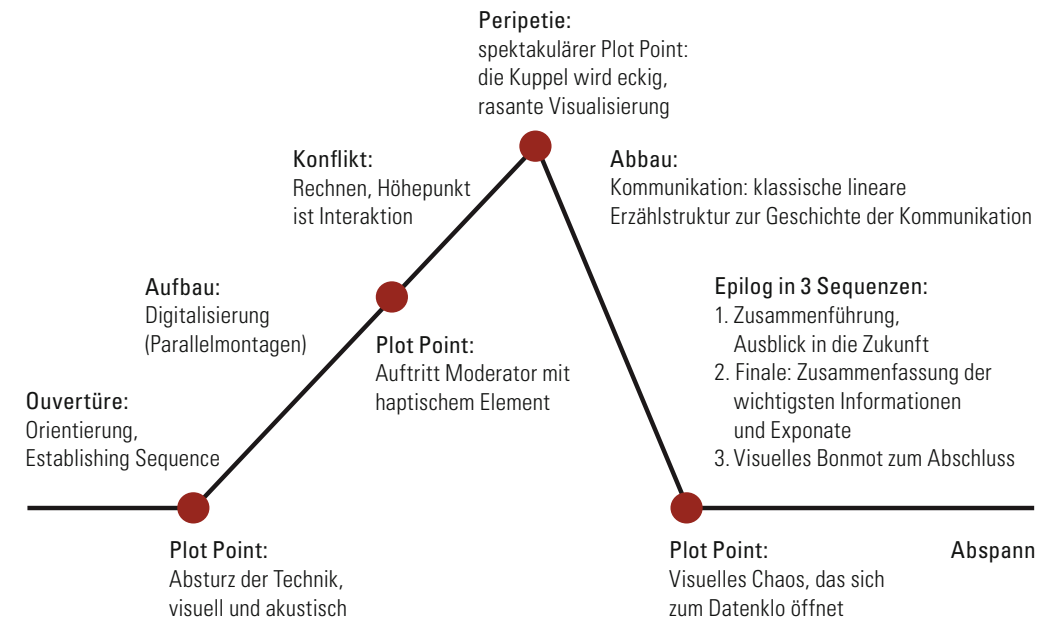 Peripetie:
spektakulärer Plot Point:
die Kuppel wird eckig,
rasante Visualisierung
Konflikt:
Rechnen, Höhepunkt
ist Interaktion
Abbau:
Kommunikation: klassische lineare
Erzählstruktur zur Geschichte der Kommunikation
Aufbau:
Digitalisierung
(Parallelmontagen)
Plot Point:
Auftritt Moderator mit
haptischem Element
Epilog in 3 Sequenzen:
1. Zusammenführung,
Ausblick in die Zukunft
2. Finale: Zusammenfassung der
wichtigsten Informationen
und Exponate
3. Visuelles Bonmot zum Abschluss
Ouvertüre:
Orientierung,
Establishing Sequence
Plot Point:
Absturz der Technik,
visuell und akustisch
Plot Point:
Visuelles Chaos, das sich
zum Datenklo öffnet
Abspann